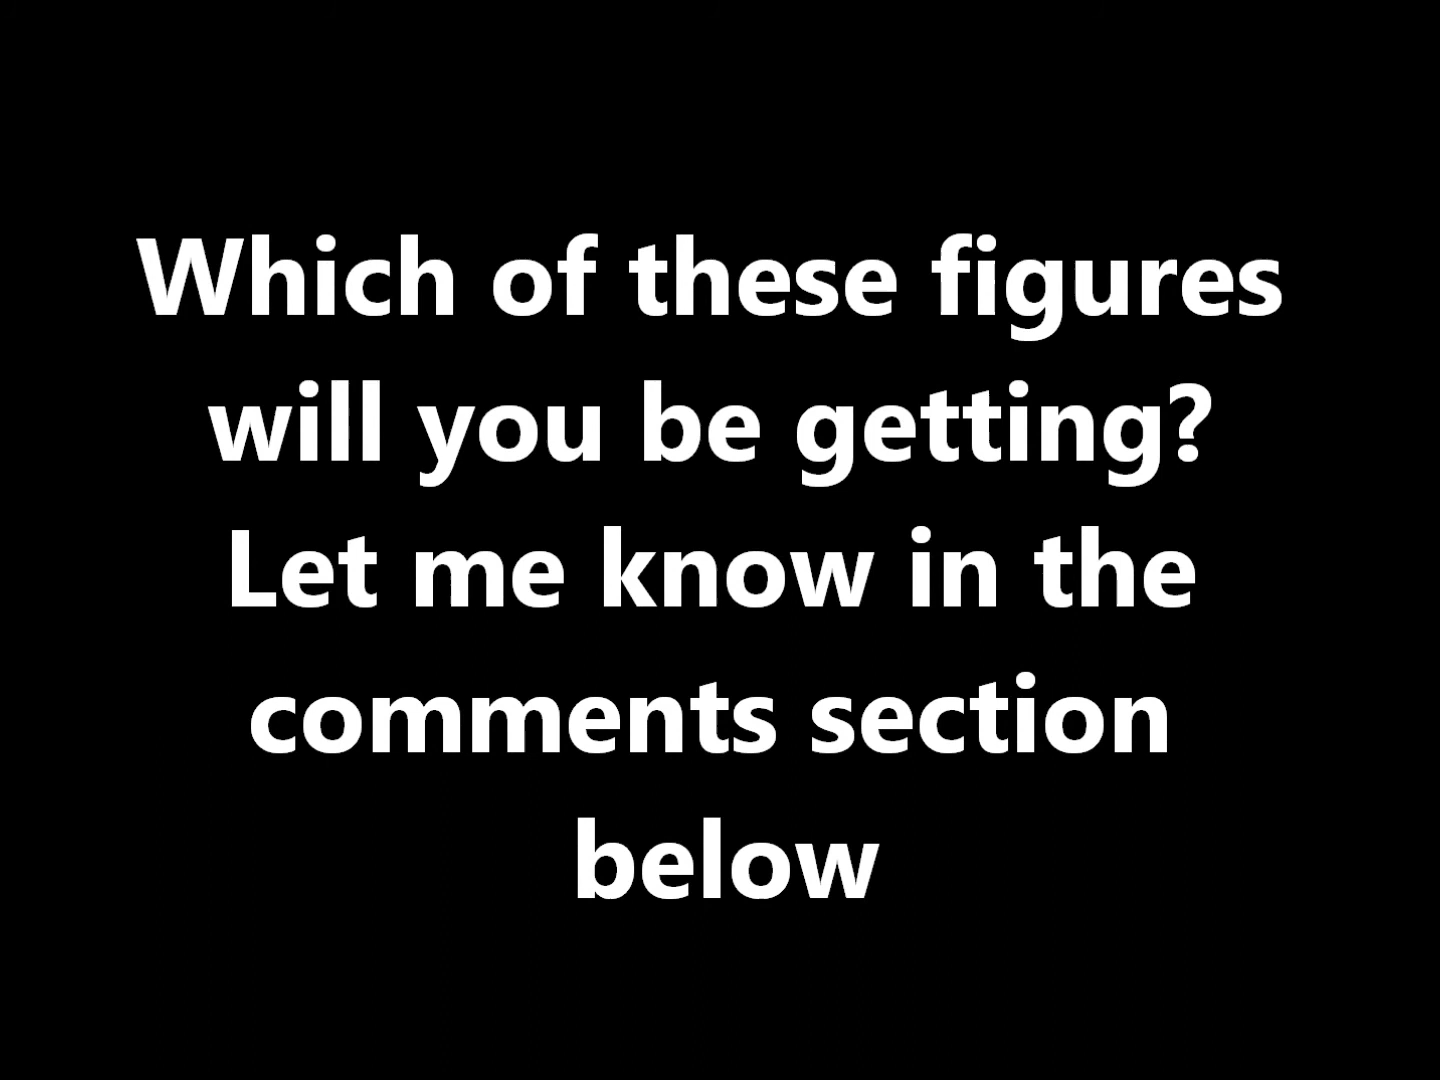 Which of these figures
will you be getting?
Let me know in the
comments section
below